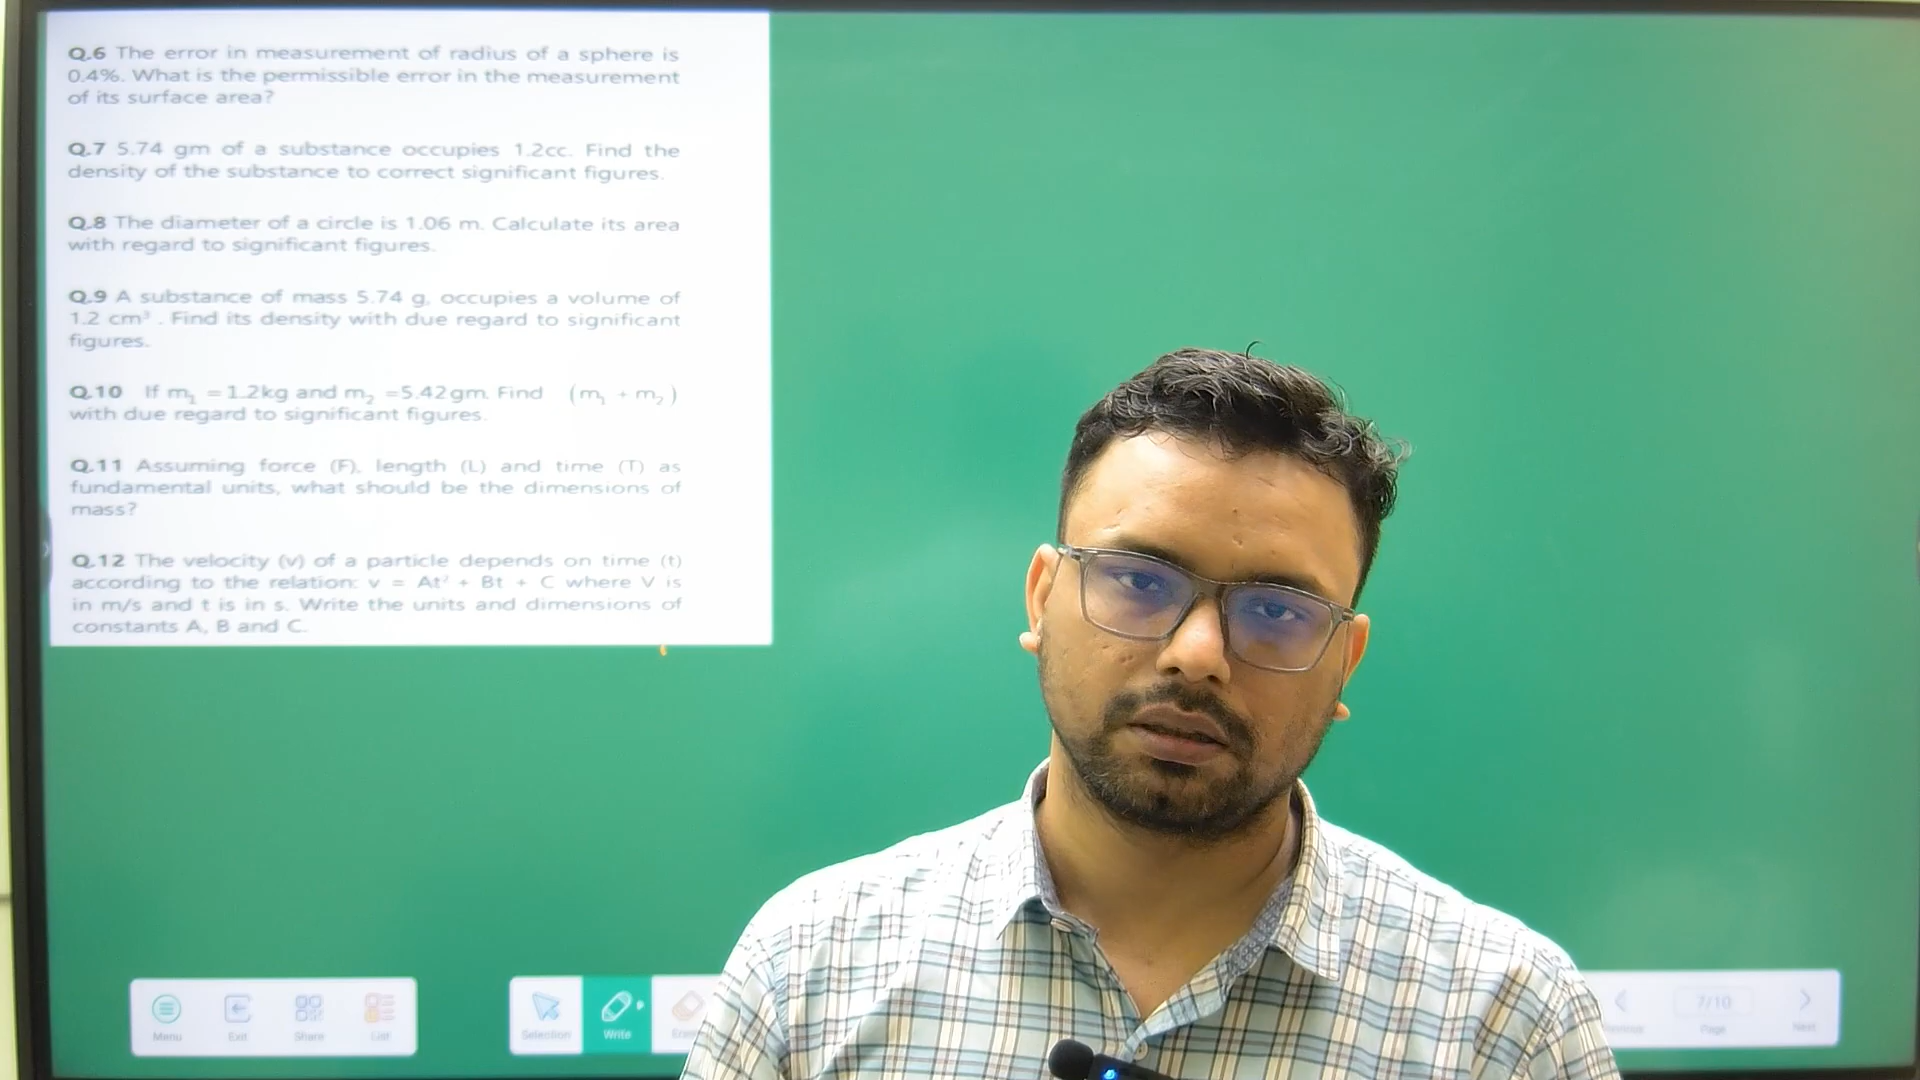 Q.6 The error in measurement of radius of a sphere is
0.4%. What is the permissible error in the measurement
of its surface area?
Q.7 5.74 gm of a substance occupies 1.2cc. Find the
density of the substance to correct significant figures.
Q.8 The diameter of a circle is 1.06 m. Calculate its area
with regard to significant figures.
Q.9 A substance of mass 5.74 g, occupies a volume of
1.2 cm³ . Find its density with due regard to significant
figures.
Q.10 If m₁ =1.2kg and m₂ =5.42gm. Find (m₁ + m₂)
with due regard to significant figures.
Q.11 Assuming force (F), length (L) and time (T) as
fundamental units, what should be the dimensions of
mass?
Q.12 The velocity (v) of a particle depends on time (t)
according to the relation: v = At² + Bt + C where V is
in m/s and t is in s. Write the units and dimensions of
constants A, B and C.
Menu Exit Share List
Selection Write
7/10
Page Next